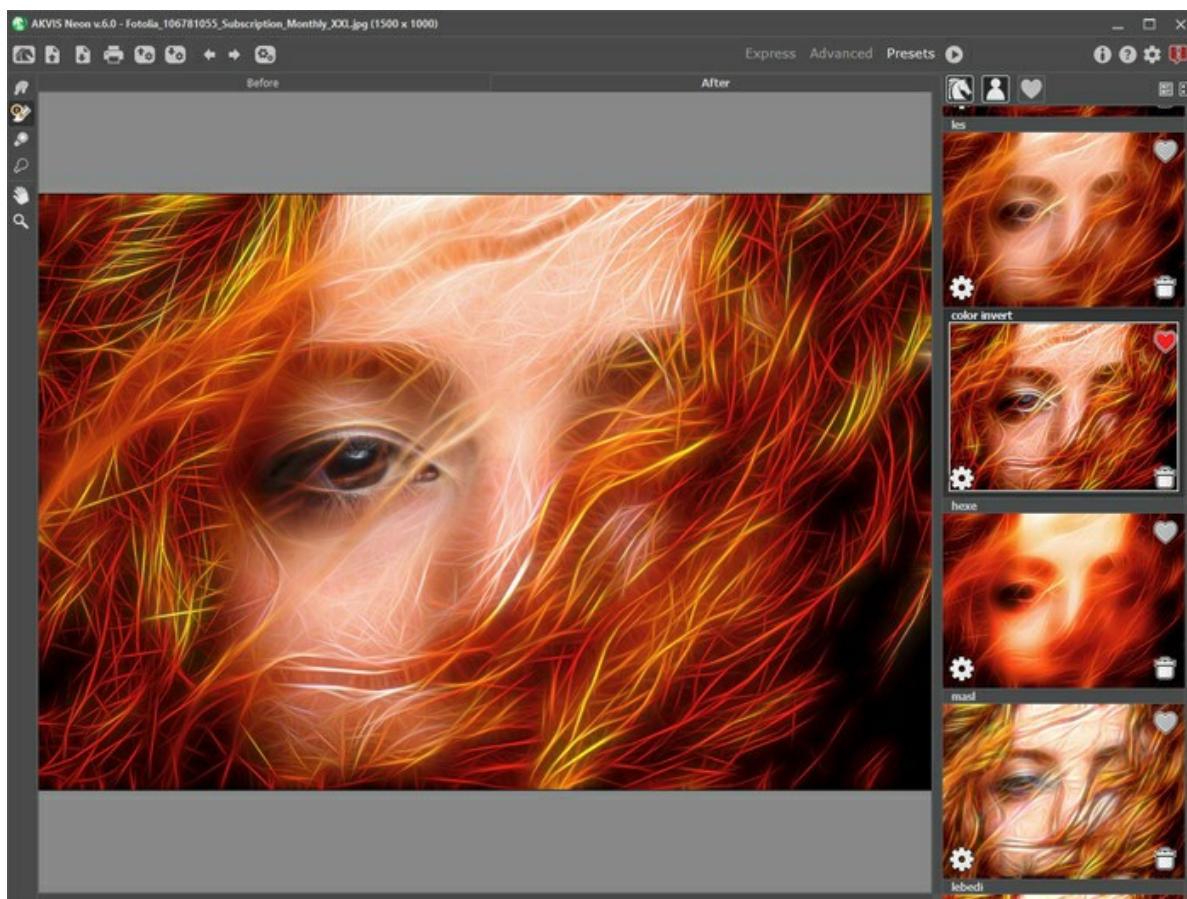 AKVIS Neon v.6.0 - Fotolia_106781055_Subscription_Monthly_XXL.jpg (1500 x 1000)
Express Advanced Presets
Before After
les
color invert
hexe
masl
lebedi